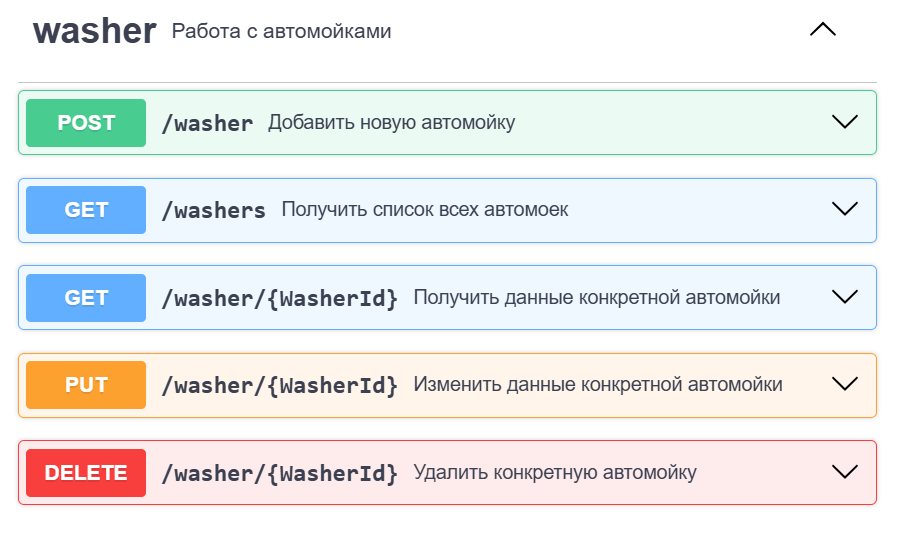 washer Работа с автомойками
POST /washer Добавить новую автомойку
GET /washers Получить список всех автомоек
GET /washer/{WasherId} Получить данные конкретной автомойки
PUT /washer/{WasherId} Изменить данные конкретной автомойки
DELETE /washer/{WasherId} Удалить конкретную автомойку